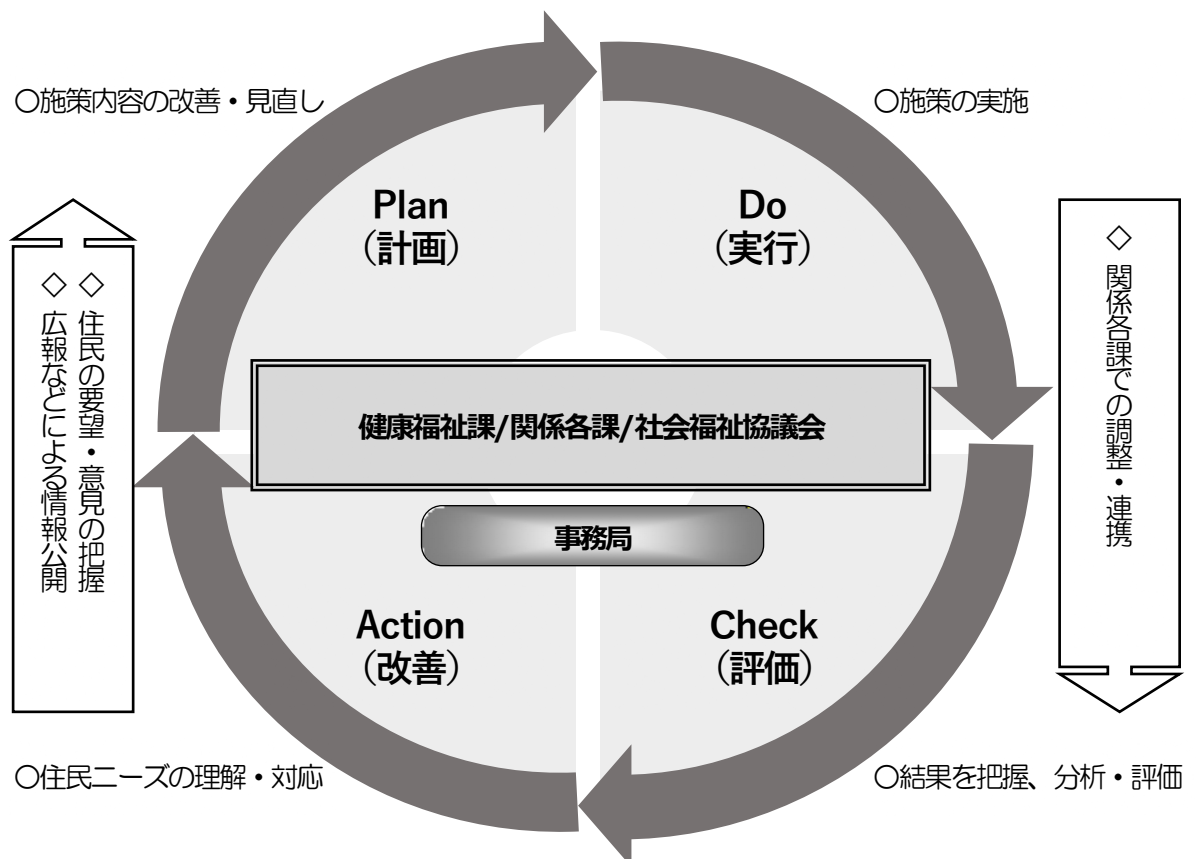 ○施策内容の改善・見直し
○施策の実施
Plan
（計画）
Do
（実行）
◇ 住民の要望・意見の把握
◇ 広報などによる情報公開
◇ 関係各課での調整・連携
健康福祉課/関係各課/社会福祉協議会
事務局
Action
（改善）
Check
（評価）
○住民ニーズの理解・対応
○結果を把握、分析・評価